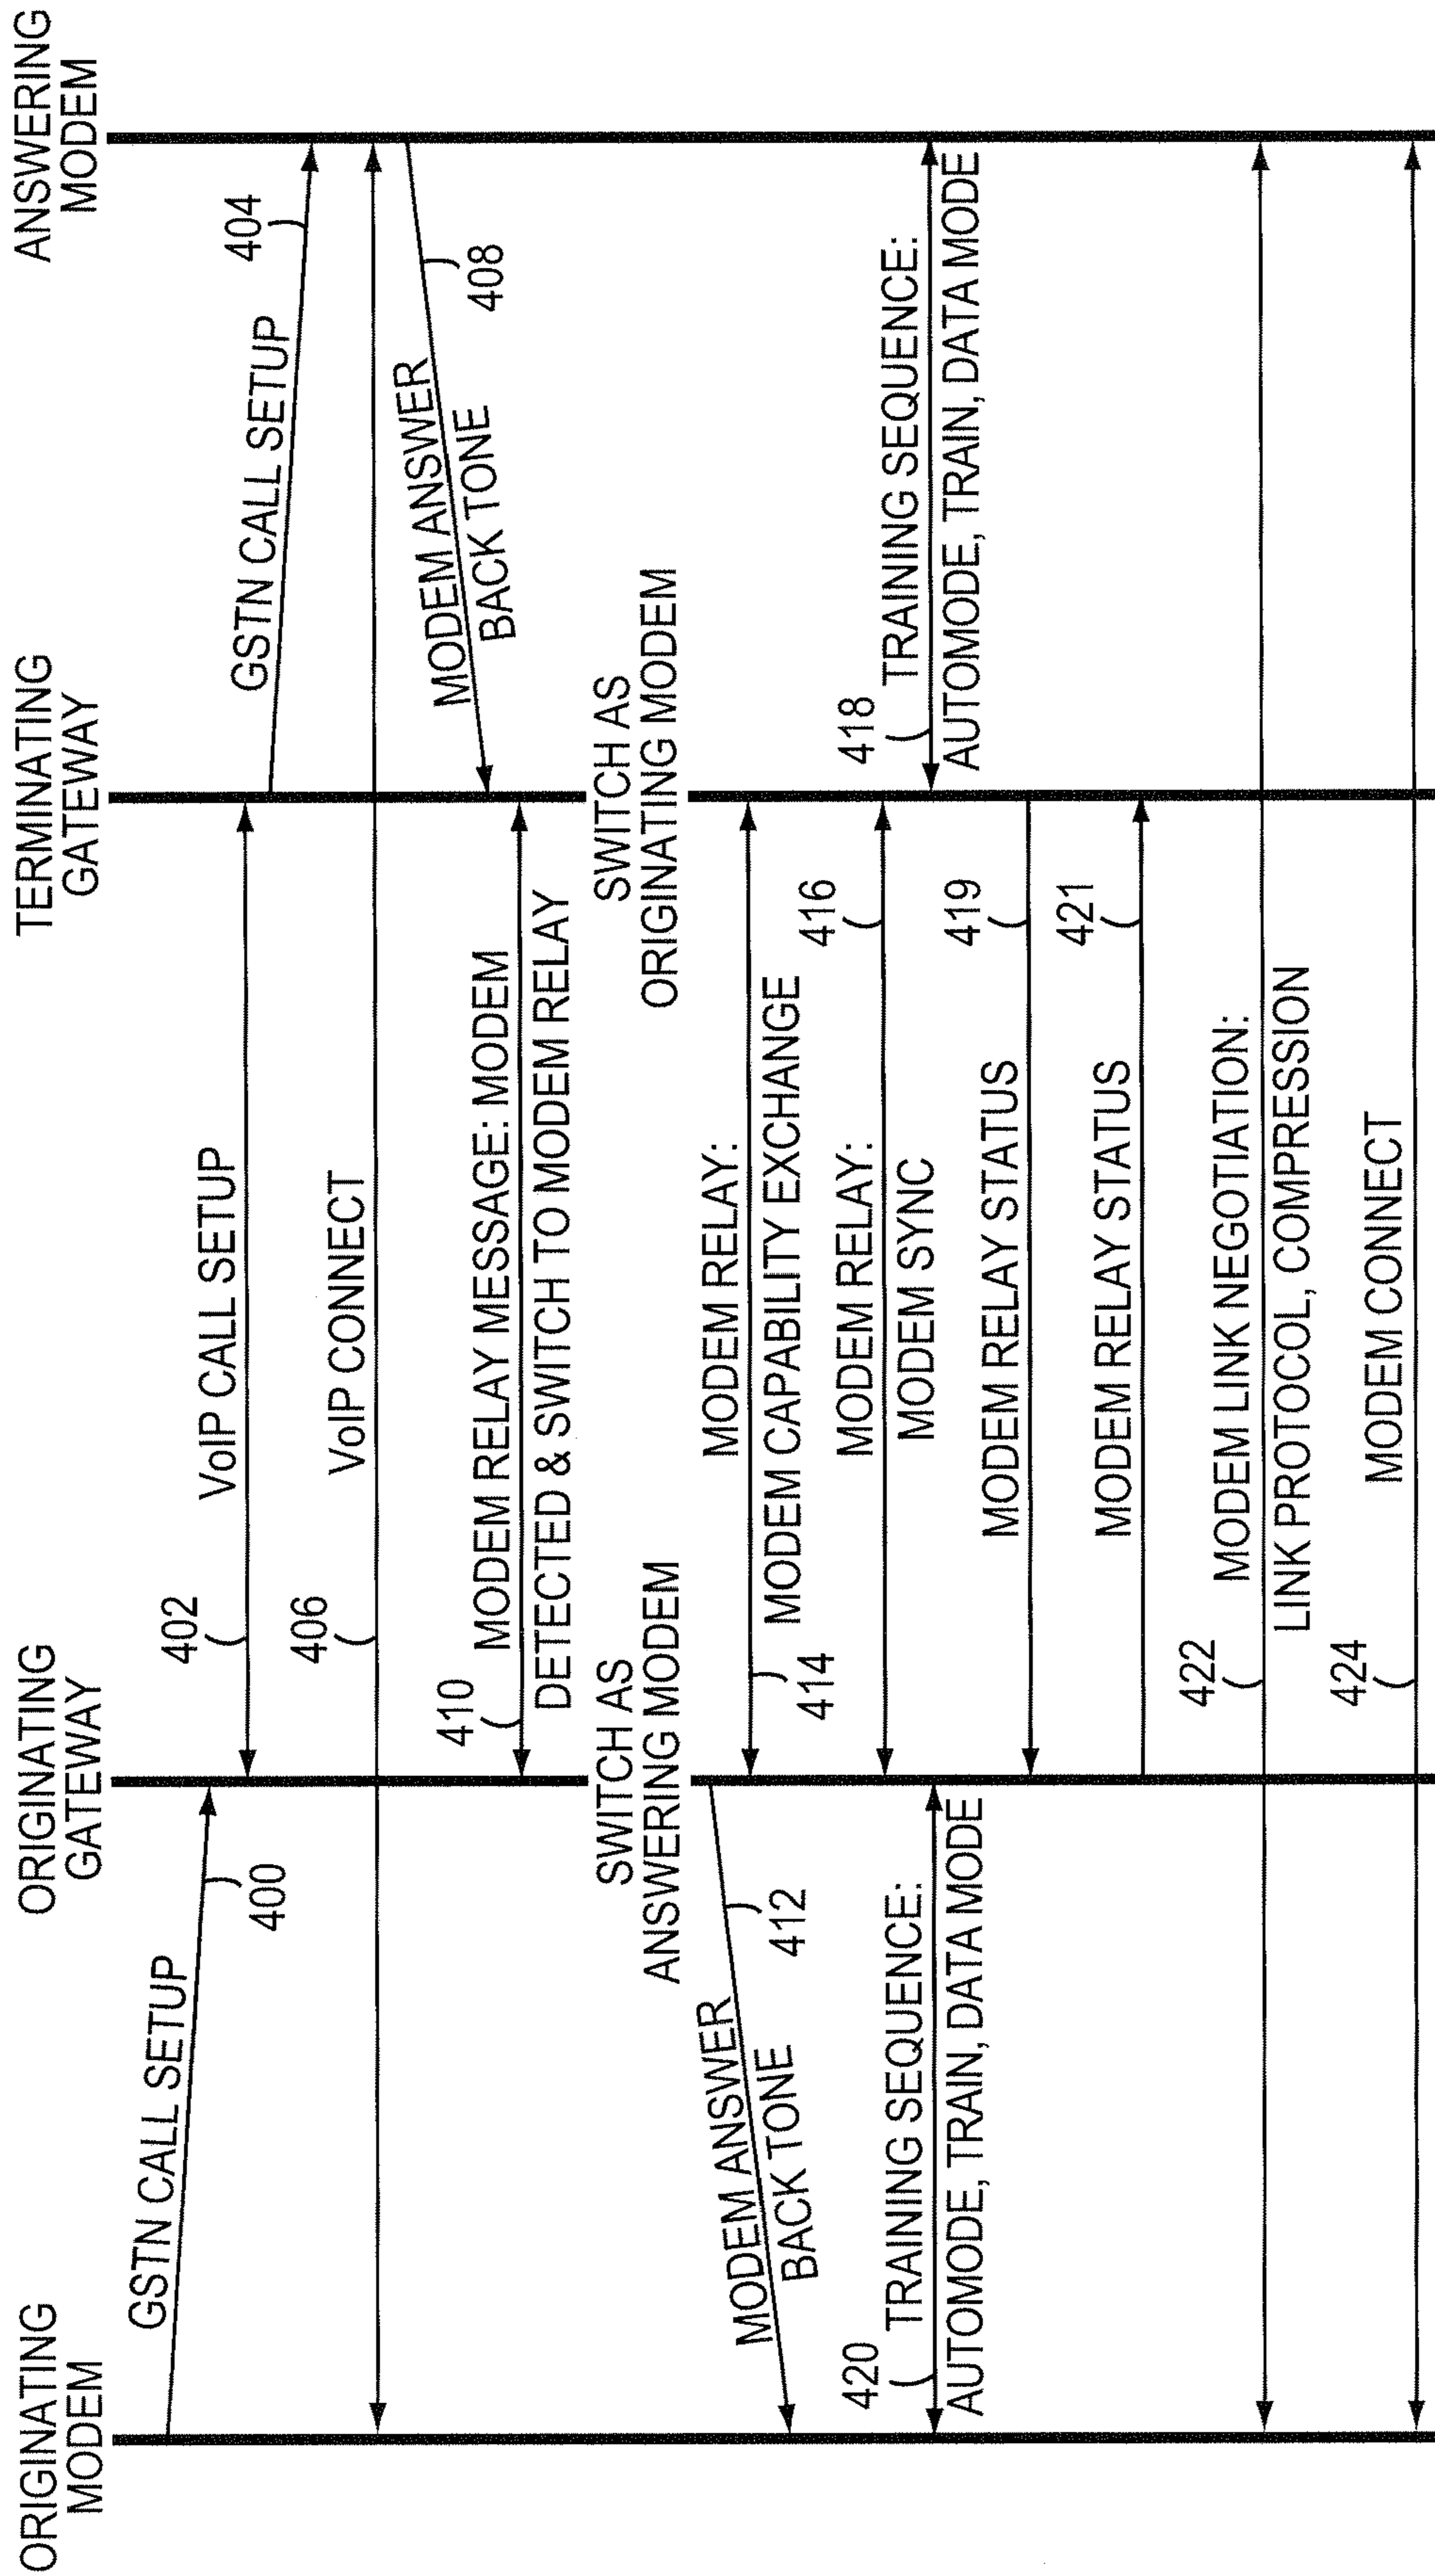 ORIGINATING
MODEM
ORIGINATING
GATEWAY
TERMINATING
GATEWAY
ANSWERING
MODEM
GSTN CALL SETUP
400
402
VoIP CALL SETUP
GSTN CALL SETUP
404
406
VoIP CONNECT
MODEM ANSWER
BACK TONE
408
410
MODEM RELAY MESSAGE: MODEM
DETECTED & SWITCH TO MODEM RELAY
SWITCH AS
ANSWERING MODEM
SWITCH AS
ORIGINATING MODEM
MODEM ANSWER
BACK TONE
412
MODEM RELAY:
MODEM CAPABILITY EXCHANGE
414
MODEM RELAY:
MODEM SYNC
416
418
TRAINING SEQUENCE:
AUTOMODE, TRAIN, DATA MODE
420
TRAINING SEQUENCE:
AUTOMODE, TRAIN, DATA MODE
MODEM RELAY STATUS
419
MODEM RELAY STATUS
421
422
MODEM LINK NEGOTIATION:
LINK PROTOCOL, COMPRESSION
424
MODEM CONNECT